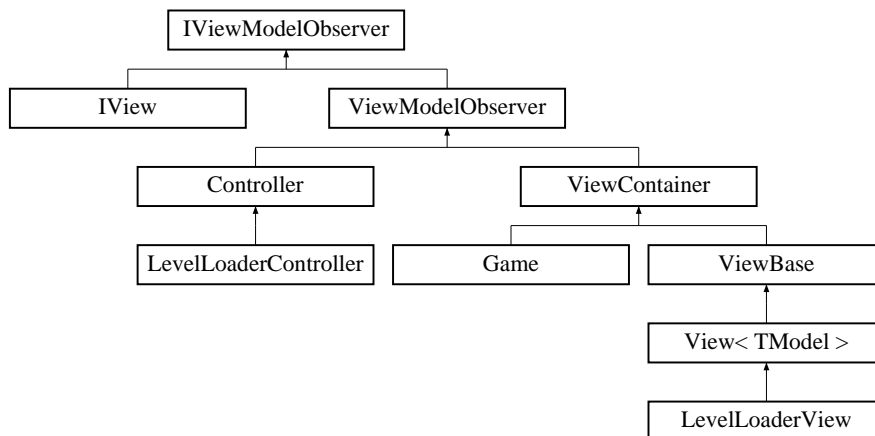 IViewModelObserver
IView
ViewModelObserver
Controller
ViewContainer
LevelLoaderController
Game
ViewBase
View< TModel >
LevelLoaderView